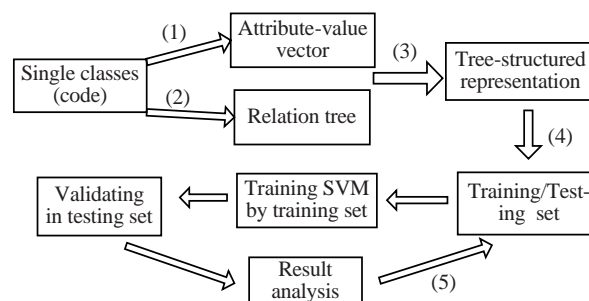 (1)
Attribute-value
vector
(3)
Tree-structured
representation
Single classes
(code)
(2)
Relation tree
(4)
Validating
in testing set
Training SVM
by training set
Training/Test-
ing set
Result
analysis
(5)